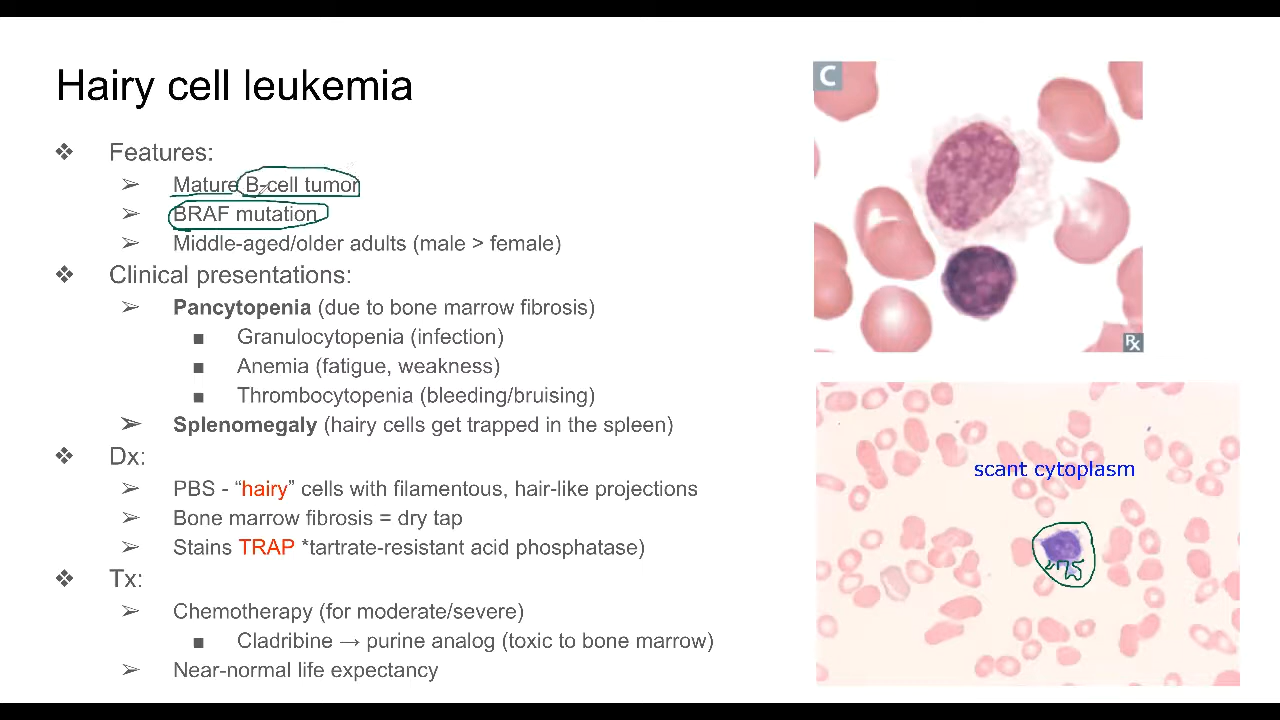 Hairy cell leukemia
❖ Features:
➢ Mature B-cell tumor
➢ BRAF mutation
➢ Middle-aged/older adults (male > female)
❖ Clinical presentations:
➢ Pancytopenia (due to bone marrow fibrosis)
■ Granulocytopenia (infection)
■ Anemia (fatigue, weakness)
■ Thrombocytopenia (bleeding/bruising)
➢ Splenomegaly (hairy cells get trapped in the spleen)
❖ Dx:
➢ PBS - “hairy” cells with filamentous, hair-like projections
➢ Bone marrow fibrosis = dry tap
➢ Stains TRAP *tartrate-resistant acid phosphatase)
❖ Tx:
➢ Chemotherapy (for moderate/severe)
■ Cladribine → purine analog (toxic to bone marrow)
➢ Near-normal life expectancy
C
Rx
scant cytoplasm